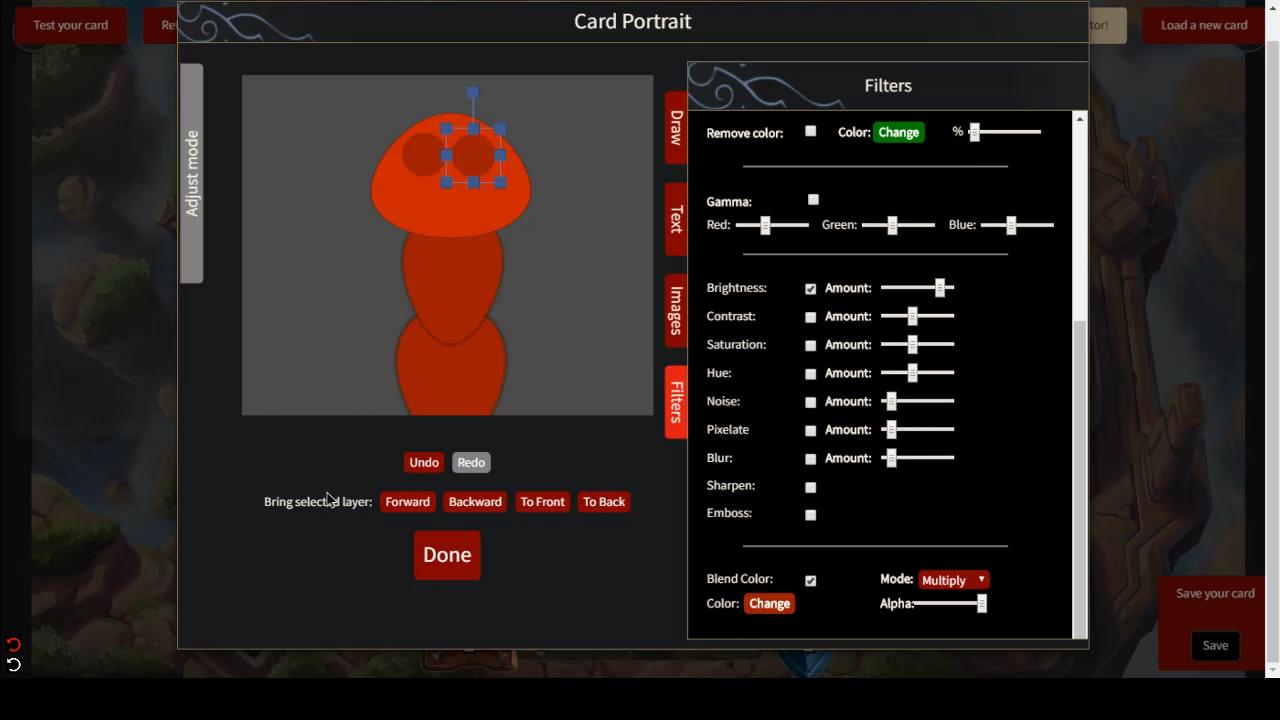 Test your card
Re
Card Portrait
tor!
Load a new card
Adjust mode
Draw
Text
Images
Filters
Filters
Remove color: Color: Change %
Gamma:
Red: Green: Blue:
Brightness: Amount:
Contrast: Amount:
Saturation: Amount:
Hue: Amount:
Noise: Amount:
Pixelate Amount:
Blur: Amount:
Sharpen:
Emboss:
Blend Color: Mode: Multiply
Color: Change Alpha:
Undo Redo
Bring selected layer: Forward Backward To Front To Back
Done
Save your card
Save